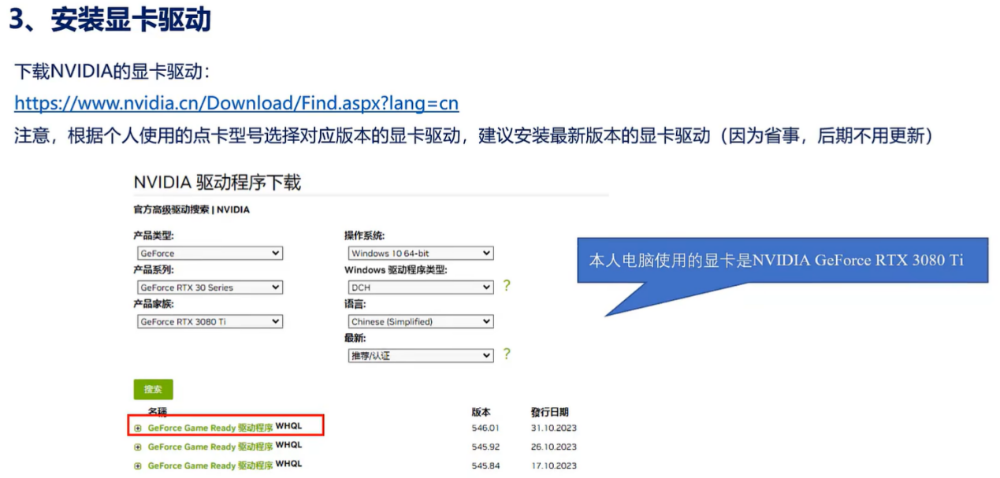 3、安装显卡驱动
下载NVIDIA的显卡驱动：
https://www.nvidia.cn/Download/Find.aspx?lang=cn
注意，根据个人使用的点卡型号选择对应版本的显卡驱动，建议安装最新版本的显卡驱动（因为省事，后期不用更新）
NVIDIA 驱动程序下载
官方高级驱动搜索 | NVIDIA
产品类型:
GeForce
产品系列:
GeForce RTX 30 Series
产品家族:
GeForce RTX 3080 Ti
操作系统:
Windows 10 64-bit
Windows 驱动程序类型:
DCH
?
语言:
Chinese (Simplified)
最新:
推荐/认证
?
本人电脑使用的显卡是NVIDIA GeForce RTX 3080 Ti
搜索
名稱 版本 發行日期
GeForce Game Ready 驱动程序 WHQL 546.01 31.10.2023
GeForce Game Ready 驱动程序 WHQL 545.92 26.10.2023
GeForce Game Ready 驱动程序 WHQL 545.84 17.10.2023